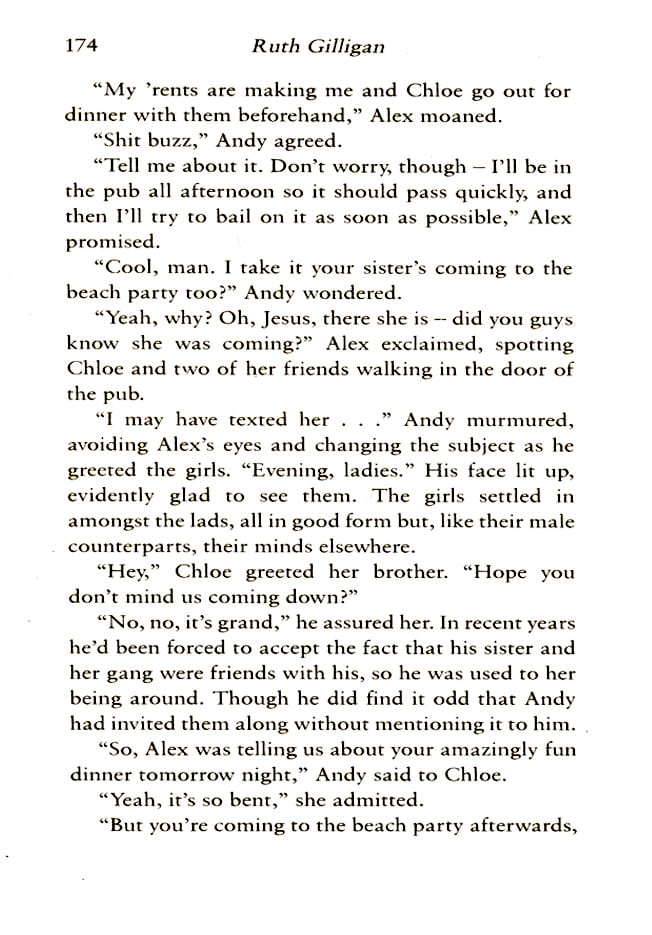 174 Ruth Gilligan
“My ’rents are making me and Chloe go out for
dinner with them beforehand,” Alex moaned.
“Shit buzz,” Andy agreed.
“Tell me about it. Don’t worry, though – I’ll be in
the pub all afternoon so it should pass quickly, and
then I’ll try to bail on it as soon as possible,” Alex
promised.
“Cool, man. I take it your sister’s coming to the
beach party too?” Andy wondered.
“Yeah, why? Oh, Jesus, there she is – did you guys
know she was coming?” Alex exclaimed, spotting
Chloe and two of her friends walking in the door of
the pub.
“I may have texted her . . .” Andy murmured,
avoiding Alex’s eyes and changing the subject as he
greeted the girls. “Evening, ladies.” His face lit up,
evidently glad to see them. The girls settled in
amongst the lads, all in good form but, like their male
counterparts, their minds elsewhere.
“Hey,” Chloe greeted her brother. “Hope you
don’t mind us coming down?”
“No, no, it’s grand,” he assured her. In recent years
he’d been forced to accept the fact that his sister and
her gang were friends with his, so he was used to her
being around. Though he did find it odd that Andy
had invited them along without mentioning it to him.
“So, Alex was telling us about your amazingly fun
dinner tomorrow night,” Andy said to Chloe.
“Yeah, it’s so bent,” she admitted.
“But you’re coming to the beach party afterwards,